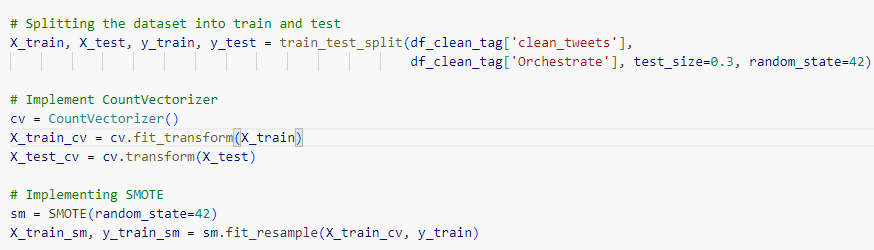 # Splitting the dataset into train and test
X_train, X_test, y_train, y_test = train_test_split(df_clean_tag['clean_tweets'],
df_clean_tag['Orchestrate'], test_size=0.3, random_state=42)
# Implement CountVectorizer
cv = CountVectorizer()
X_train_cv = cv.fit_transform(X_train)
X_test_cv = cv.transform(X_test)
# Implementing SMOTE
sm = SMOTE(random_state=42)
X_train_sm, y_train_sm = sm.fit_resample(X_train_cv, y_train)